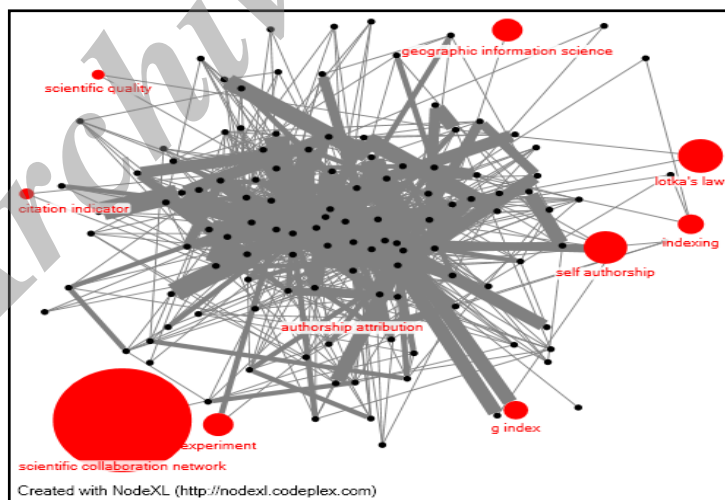 geographic information science
scientific quality
lotka's law
citation indicator
indexing
self authorship
authorship attribution
g index
experiment
scientific collaboration network
Created with NodeXL (http://nodexl.codeplex.com)
Archiv